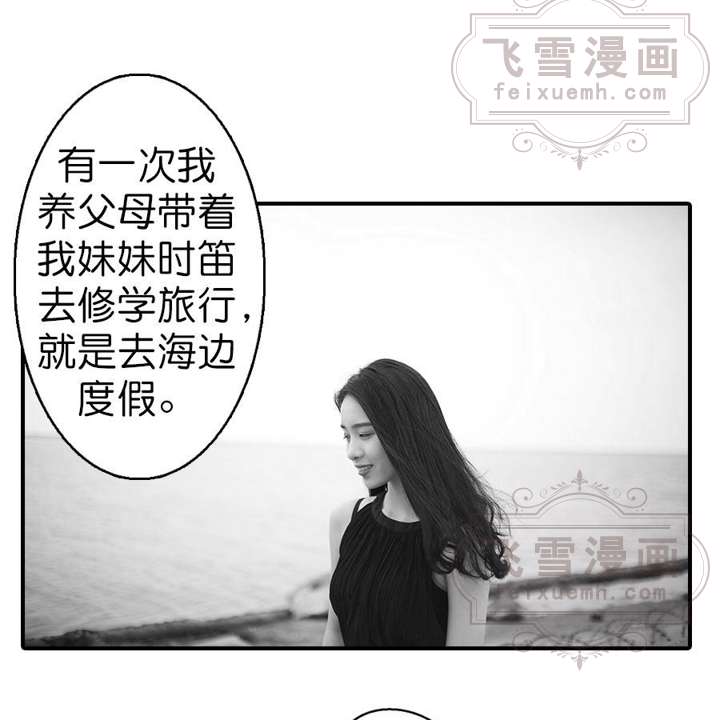 飞雪漫画
feixuemh.com
有一次我
养父母带着
我妹妹时笛
去修学旅行，
就是去海边
度假。
飞雪漫画
feixuemh.com